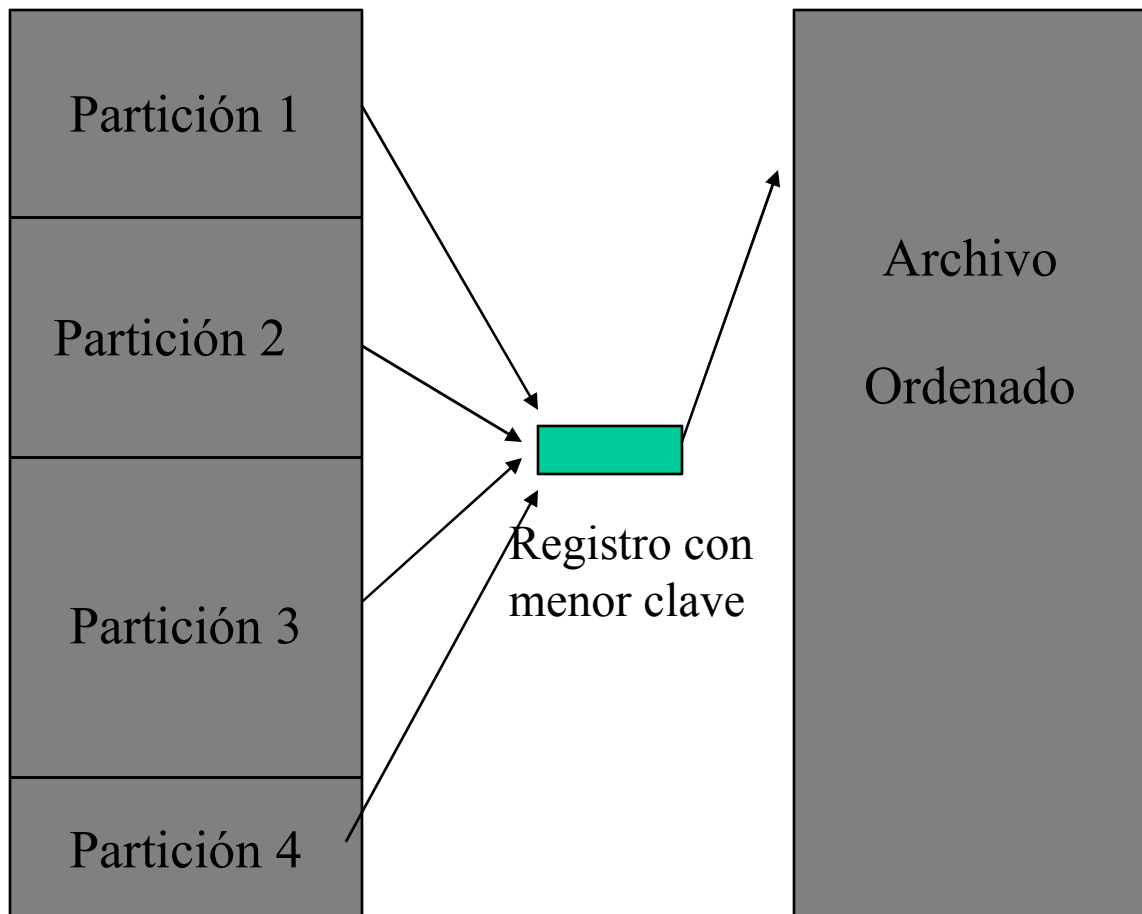 Partición 1
Partición 2
Partición 3
Partición 4
Registro con
menor clave
Archivo
Ordenado